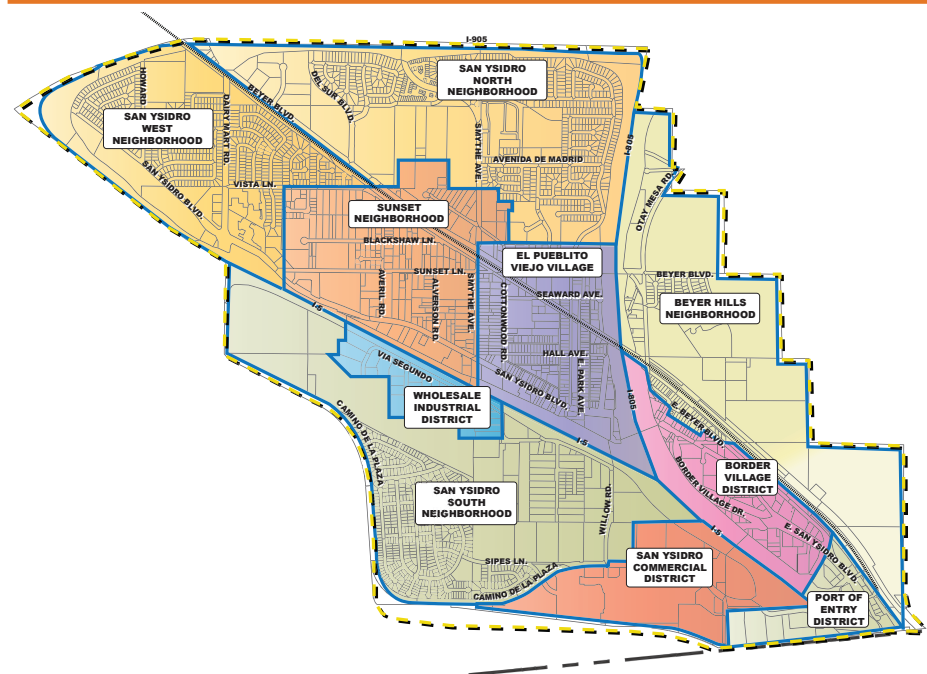 I-905
SAN YSIDRO
NORTH
NEIGHBORHOOD
HOWARD
DEL SUR BLVD.
BEYER BLVD.
DAIRY MART RD.
SAN YSIDRO
WEST
NEIGHBORHOOD
SMYTHE AVE.
I-805
AVENIDA DE MADRID
OTAY MESA RD.
SAN YSIDRO BLVD.
VISTA LN.
SUNSET
NEIGHBORHOOD
BLACKSHAW LN.
EL PUEBLITO
VIEJO VILLAGE
SUNSET LN.
BEYER BLVD.
AVERIL RD.
ALVERSON RD.
SMYTHE AVE.
COTTONWOOD RD.
SEAWARD AVE.
BEYER HILLS
NEIGHBORHOOD
I-5
HALL AVE.
E. PARK AVE.
VIA SEGUNDO
SAN YSIDRO BLVD.
I-805
WHOLESALE
INDUSTRIAL
DISTRICT
E. BEYER BLVD.
CAMINO DE LA PLAZA
I-5
BORDER
VILLAGE
DISTRICT
BORDER VILLAGE DR.
SAN YSIDRO
SOUTH
NEIGHBORHOOD
WILLOW RD.
I-5
E. SAN YSIDRO BLVD.
SIPES LN.
SAN YSIDRO
COMMERCIAL
DISTRICT
CAMINO DE LA PLAZA
PORT OF
ENTRY
DISTRICT